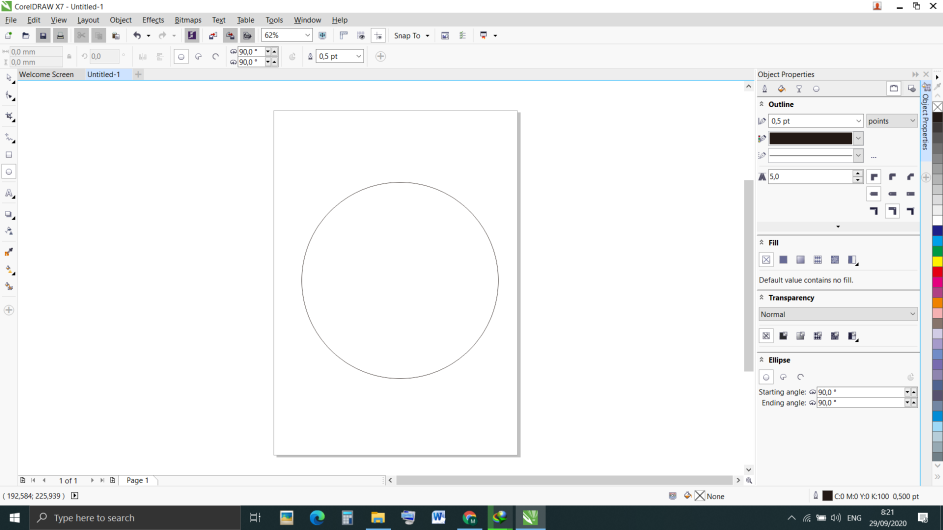 CorelDRAW X7 - Untitled-1
File Edit View Layout Object Effects Bitmaps Text Table Tools Window Help
62% Snap To
0,0 mm
0,0 mm
0,0 °
90,0 °
90,0 °
0,5 pt
Welcome Screen Untitled-1
Object Properties
Outline
0,5 pt points
...
5,0
Fill
Default value contains no fill.
Transparency
Normal
Ellipse
Starting angle: 90,0 °
Ending angle: 90,0 °
Object Properties
1 of 1 Page 1
( 192,584; 225,939 ) None C:0 M:0 Y:0 K:100 0,500 pt
Type here to search
ENG
8:21
29/09/2020